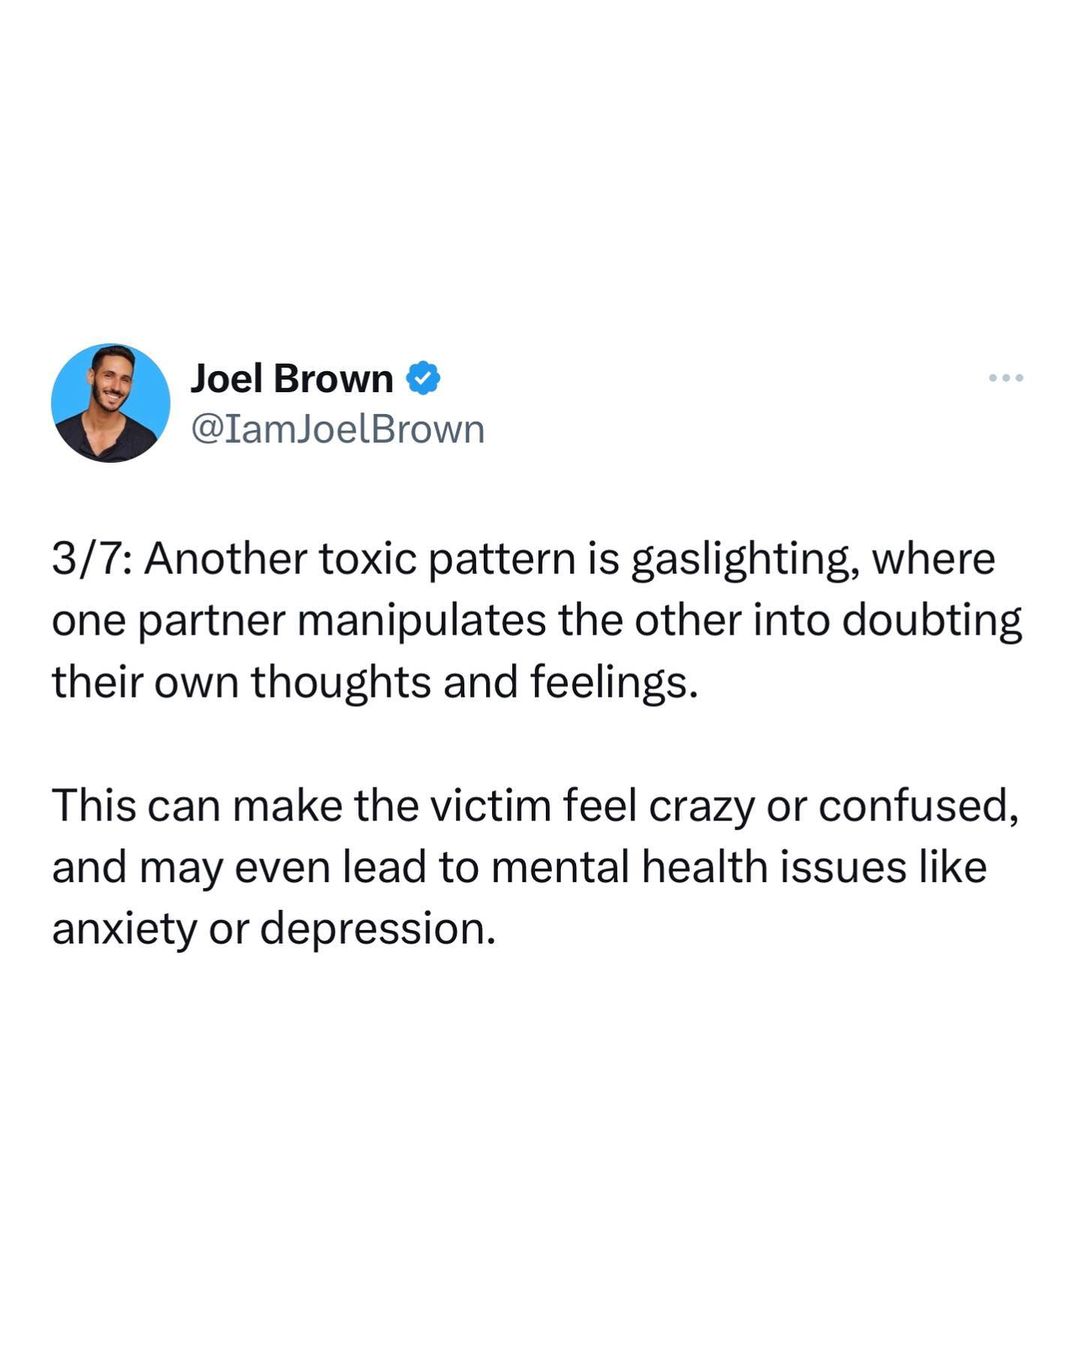 Joel Brown
@IamJoelBrown
3/7: Another toxic pattern is gaslighting, where
one partner manipulates the other into doubting
their own thoughts and feelings.
This can make the victim feel crazy or confused,
and may even lead to mental health issues like
anxiety or depression.